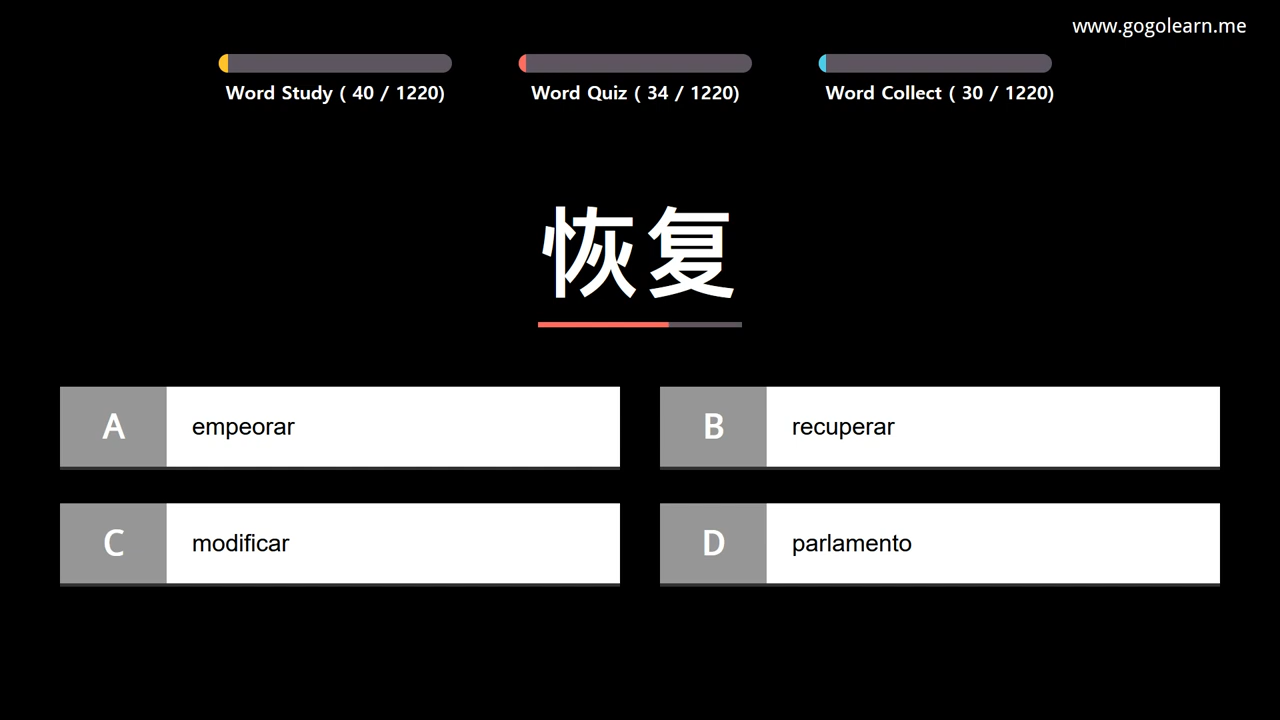 www.gogolearn.me
Word Study ( 40 / 1220)
Word Quiz ( 34 / 1220)
Word Collect ( 30 / 1220)
恢复
A
empeorar
B
recuperar
C
modificar
D
parlamento